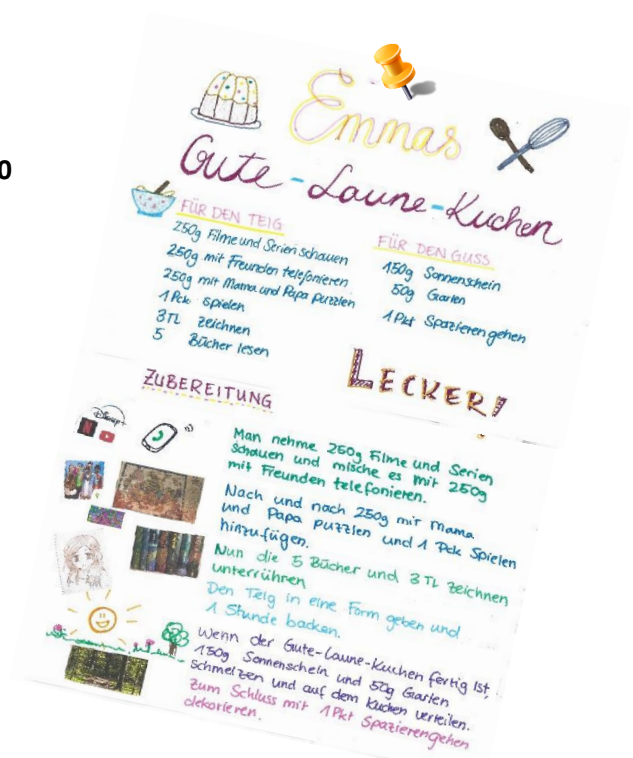 0
Emmas
Gute-Laune-Kuchen
FÜR DEN TEIG
250g Filme und Serien schauen
250g mit Freunden telefonieren
250g mit Mama und Papa puzzlen
1 Pck spielen
3TL zeichnen
5 Bücher lesen
FÜR DEN GUSS
150g Sonnenschein
50g Garten
1 Pkt Spazierengehen
LECKER!
ZUBEREITUNG
Disney+
N
Man nehme 250g Filme und Serien
schauen und mische es mit 250g
mit Freunden telefonieren.
Nach und nach 250g mit Mama
und Papa puzzlen und 1 Pck Spielen
hinzufügen.
Nun die 5 Bücher und 3 TL zeichnen
unterrühren
Den Teig in eine Form geben und
1 Stunde backen.
Wenn der Gute-Laune-Kuchen fertig ist,
150g Sonnenschein und 50g Garten
schmelzen und auf dem Kuchen verteilen.
Zum Schluss mit 1 Pkt Spazierengehen
dekorieren.